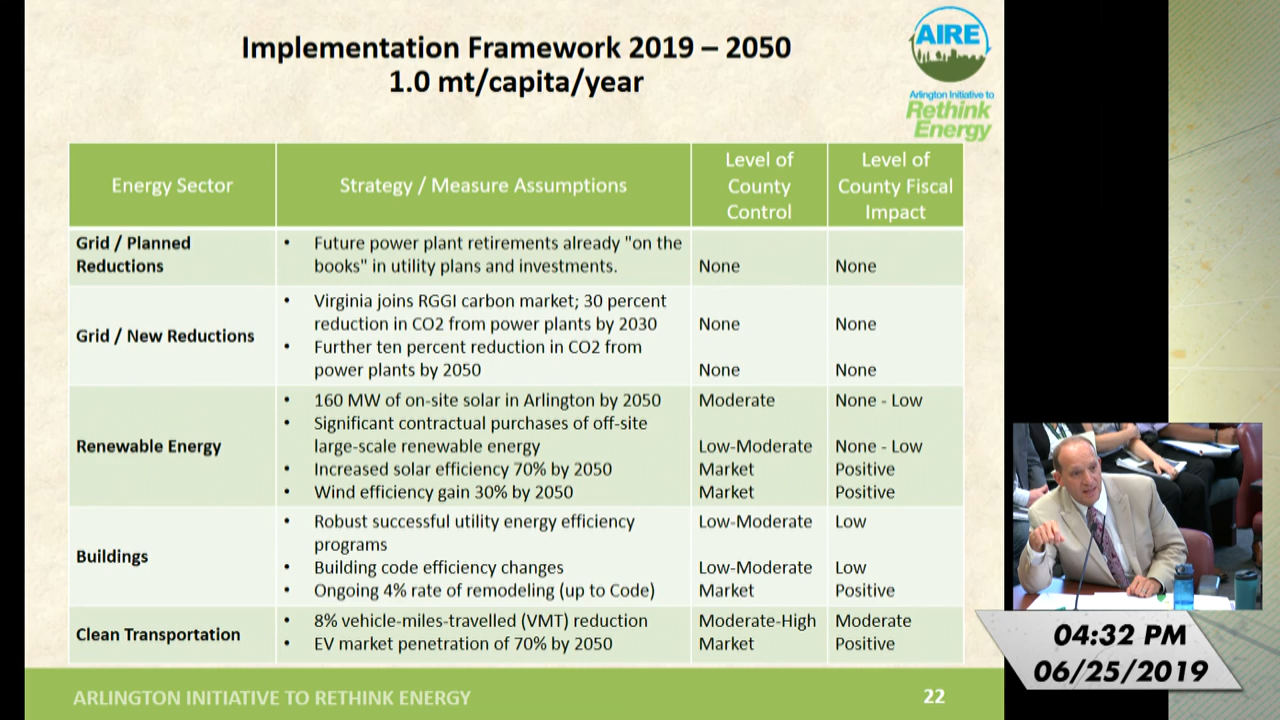 Implementation Framework 2019 – 2050
1.0 mt/capita/year
AIRE
Arlington Initiative to
Rethink
Energy
Energy Sector
Strategy / Measure Assumptions
Level of
County
Control
Level of
County Fiscal
Impact
Grid / Planned
Reductions
• Future power plant retirements already "on the
books" in utility plans and investments.
None
None
Grid / New Reductions
• Virginia joins RGGI carbon market; 30 percent
reduction in CO2 from power plants by 2030
None
None
• Further ten percent reduction in CO2 from
power plants by 2050
None
None
Renewable Energy
• 160 MW of on-site solar in Arlington by 2050
Moderate
None - Low
• Significant contractual purchases of off-site
large-scale renewable energy
Low-Moderate
None - Low
• Increased solar efficiency 70% by 2050
Market
Positive
• Wind efficiency gain 30% by 2050
Market
Positive
Buildings
• Robust successful utility energy efficiency
programs
Low-Moderate
Low
• Building code efficiency changes
Low-Moderate
Low
• Ongoing 4% rate of remodeling (up to Code)
Market
Positive
Clean Transportation
• 8% vehicle-miles-travelled (VMT) reduction
Moderate-High
Moderate
• EV market penetration of 70% by 2050
Market
Positive
ARLINGTON INITIATIVE TO RETHINK ENERGY
22
04:32 PM
06/25/2019